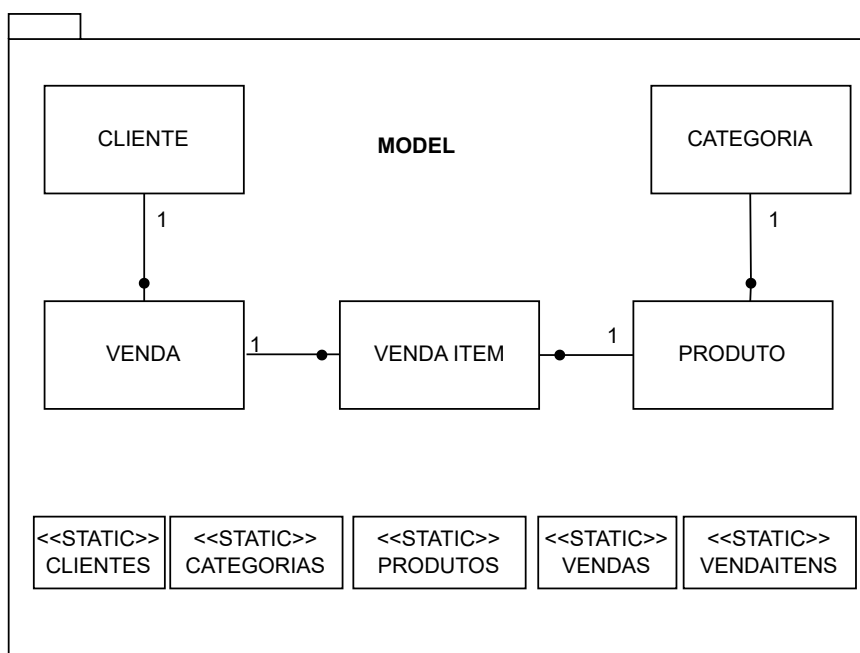 CLIENTE
MODEL
CATEGORIA
1
1
VENDA
1
VENDA ITEM
1
PRODUTO
<<STATIC>>
CLIENTES
<<STATIC>>
CATEGORIAS
<<STATIC>>
PRODUTOS
<<STATIC>>
VENDAS
<<STATIC>>
VENDAITENS